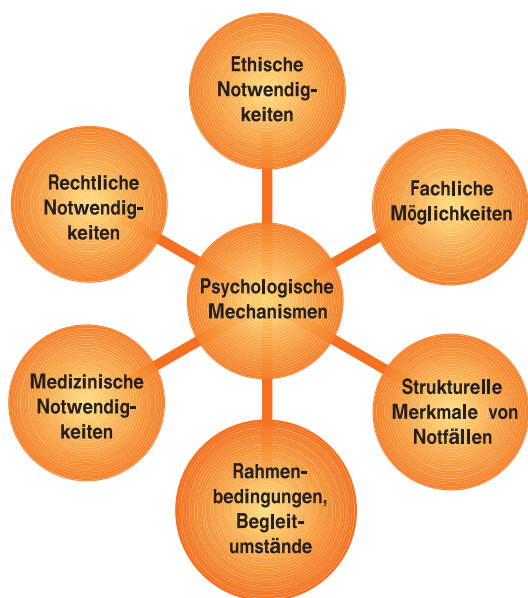 Ethische
Notwendig-
keiten
Rechtliche
Notwendig-
keiten
Fachliche
Möglichkeiten
Psychologische
Mechanismen
Medizinische
Notwendig-
keiten
Strukturelle
Merkmale von
Notfällen
Rahmen-
bedingungen,
Begleit-
umstände